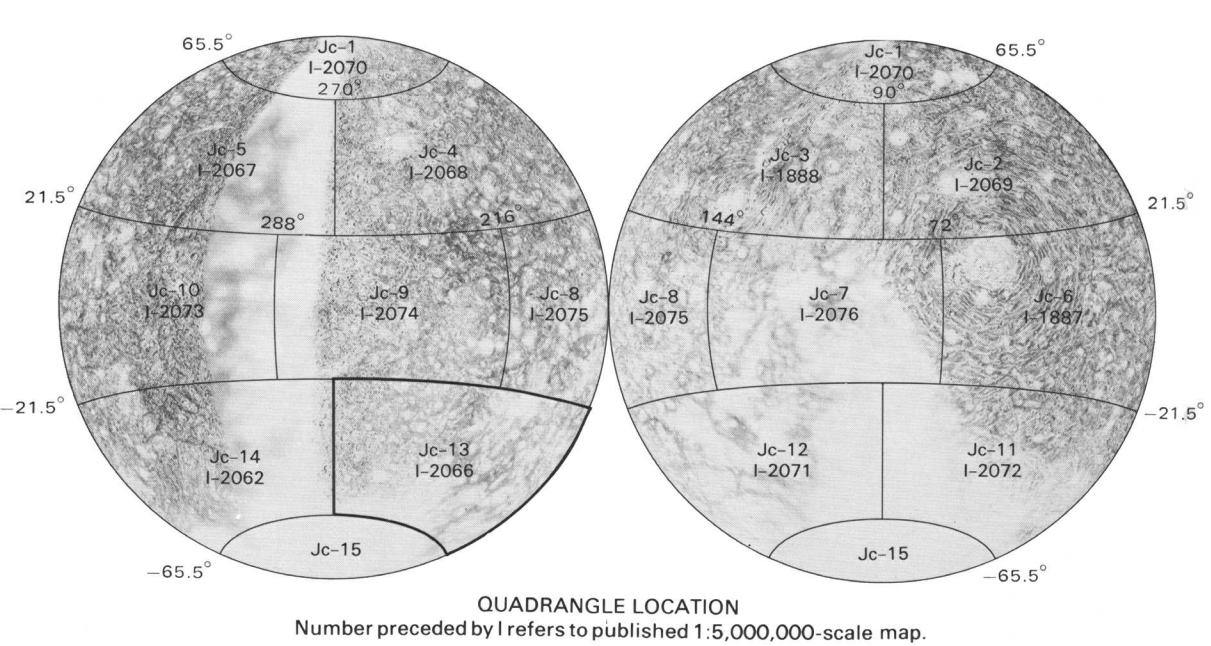 65.5°
Jc–1
I–2070
270°
Jc–5
I–2067
Jc–4
I–2068
21.5°
288°
216°
Jc–10
I–2073
Jc–9
I–2074
Jc–8
I–2075
–21.5°
Jc–14
I–2062
Jc–13
I–2066
Jc–15
–65.5°
Jc–1
I–2070
90°
65.5°
Jc–3
I–1888
Jc–2
I–2069
21.5°
144°
72°
Jc–8
I–2075
Jc–7
I–2076
Jc–6
I–1887
–21.5°
Jc–12
I–2071
Jc–11
I–2072
Jc–15
–65.5°
QUADRANGLE LOCATION
Number preceded by I refers to published 1:5,000,000-scale map.